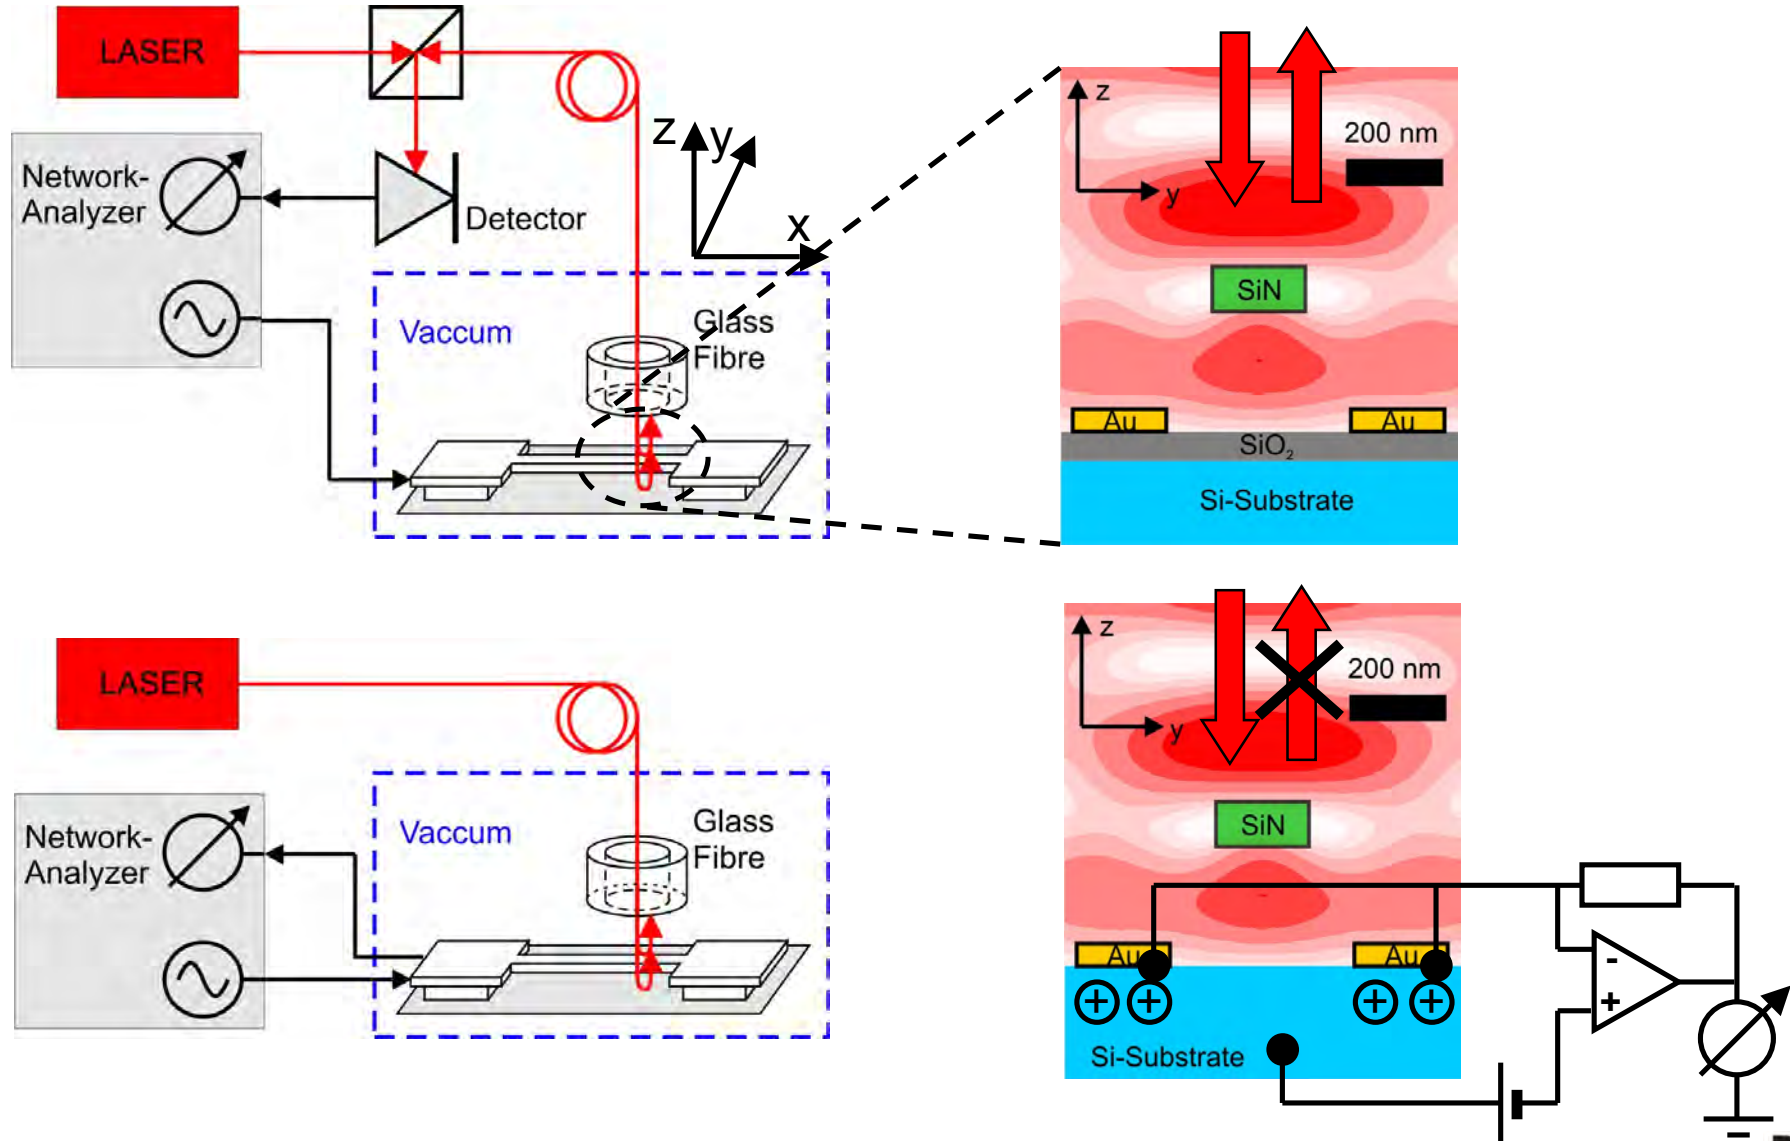 LASER
Network-
Analyzer
Detector
z
y
x
Vaccum
Glass
Fibre
z
y
200 nm
SiN
Au
Au
SiO₂
Si-Substrate
LASER
Network-
Analyzer
Vaccum
Glass
Fibre
z
y
200 nm
SiN
Au
Au
+
+
+
+
Si-Substrate
-
+